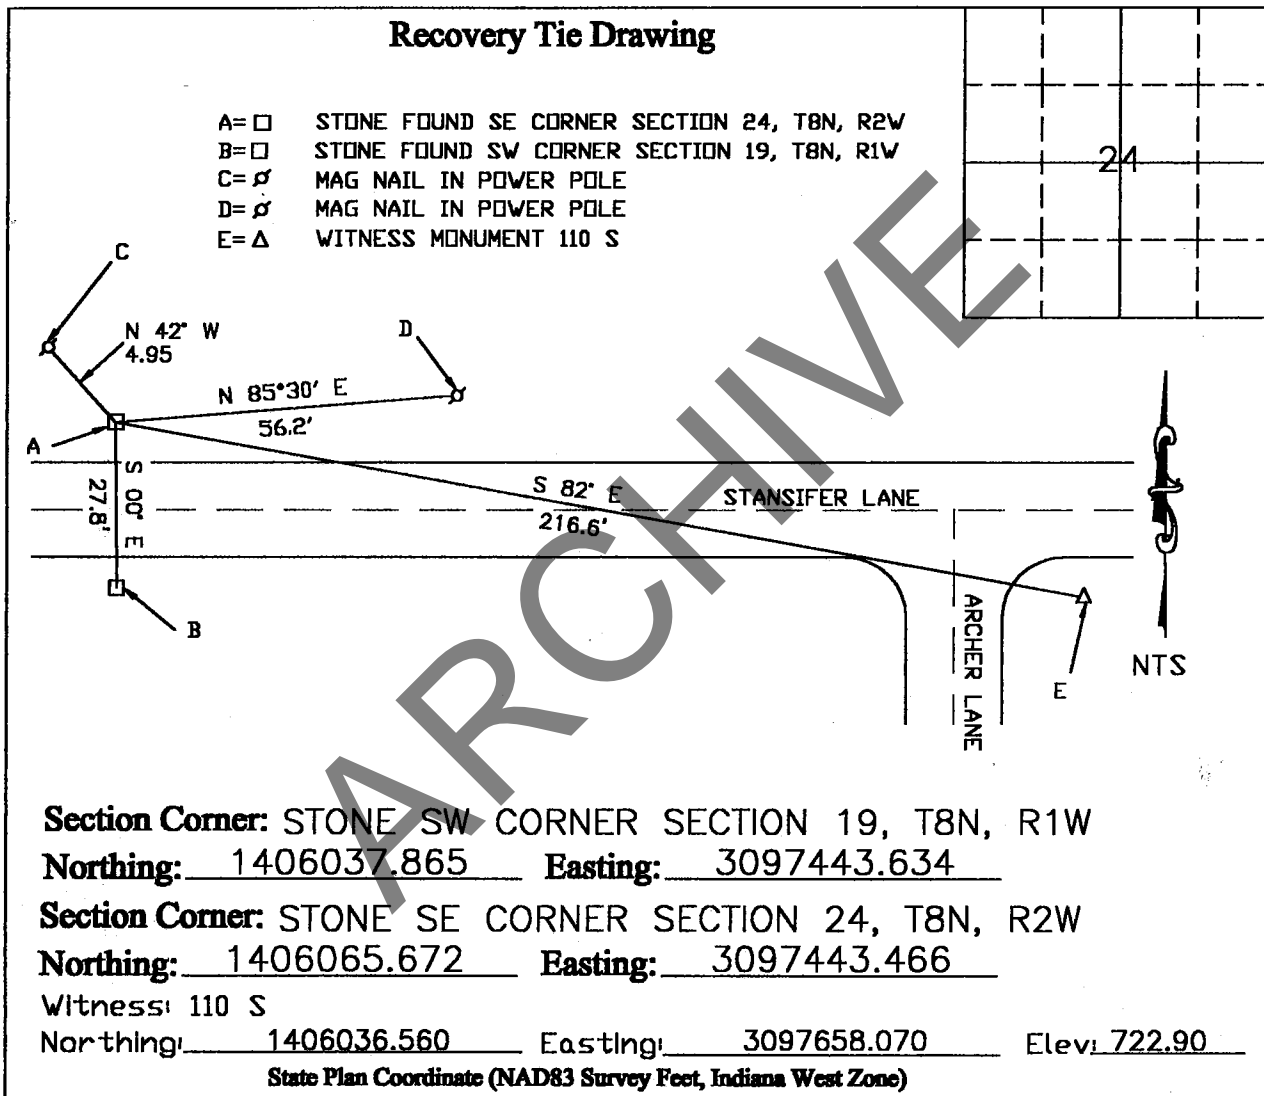 Recovery Tie Drawing
24
A= STONE FOUND SE CORNER SECTION 24, T8N, R2W
B= STONE FOUND SW CORNER SECTION 19, T8N, R1W
C= MAG NAIL IN POWER POLE
D= MAG NAIL IN POWER POLE
E= WITNESS MONUMENT 110 S
C
N 42° W
4.95
D
N 85°30' E
56.2'
A
S 00° E
27.8'
B
S 82° E
216.6'
STANSIFER LANE
ARCHER LANE
E
NTS
ARCHIVE
Section Corner: STONE SW CORNER SECTION 19, T8N, R1W
Northing: 1406037.865 Easting: 3097443.634
Section Corner: STONE SE CORNER SECTION 24, T8N, R2W
Northing: 1406065.672 Easting: 3097443.466
Witness: 110 S
Northing: 1406036.560 Easting: 3097658.070 Elev: 722.90
State Plan Coordinate (NAD83 Survey Feet, Indiana West Zone)